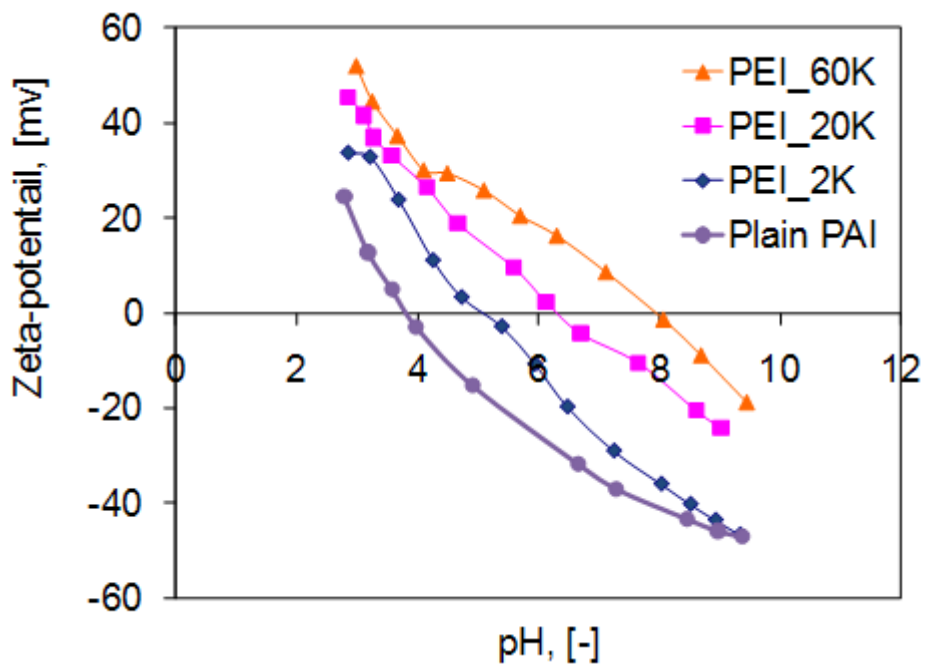 60
40
20
0
-20
-40
-60
0 2 4 6 8 10 12
Zeta-potentail, [mv]
pH, [-]
PEI_60K
PEI_20K
PEI_2K
Plain PAI